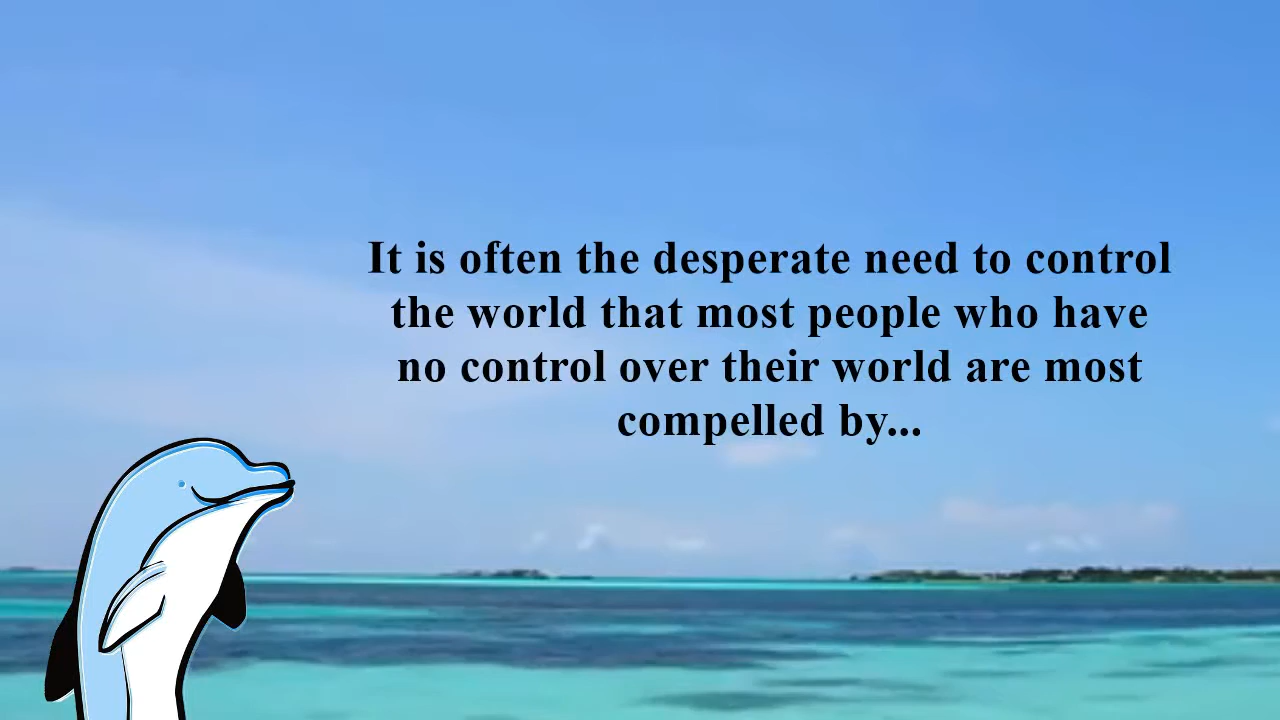 It is often the desperate need to control
the world that most people who have
no control over their world are most
compelled by...